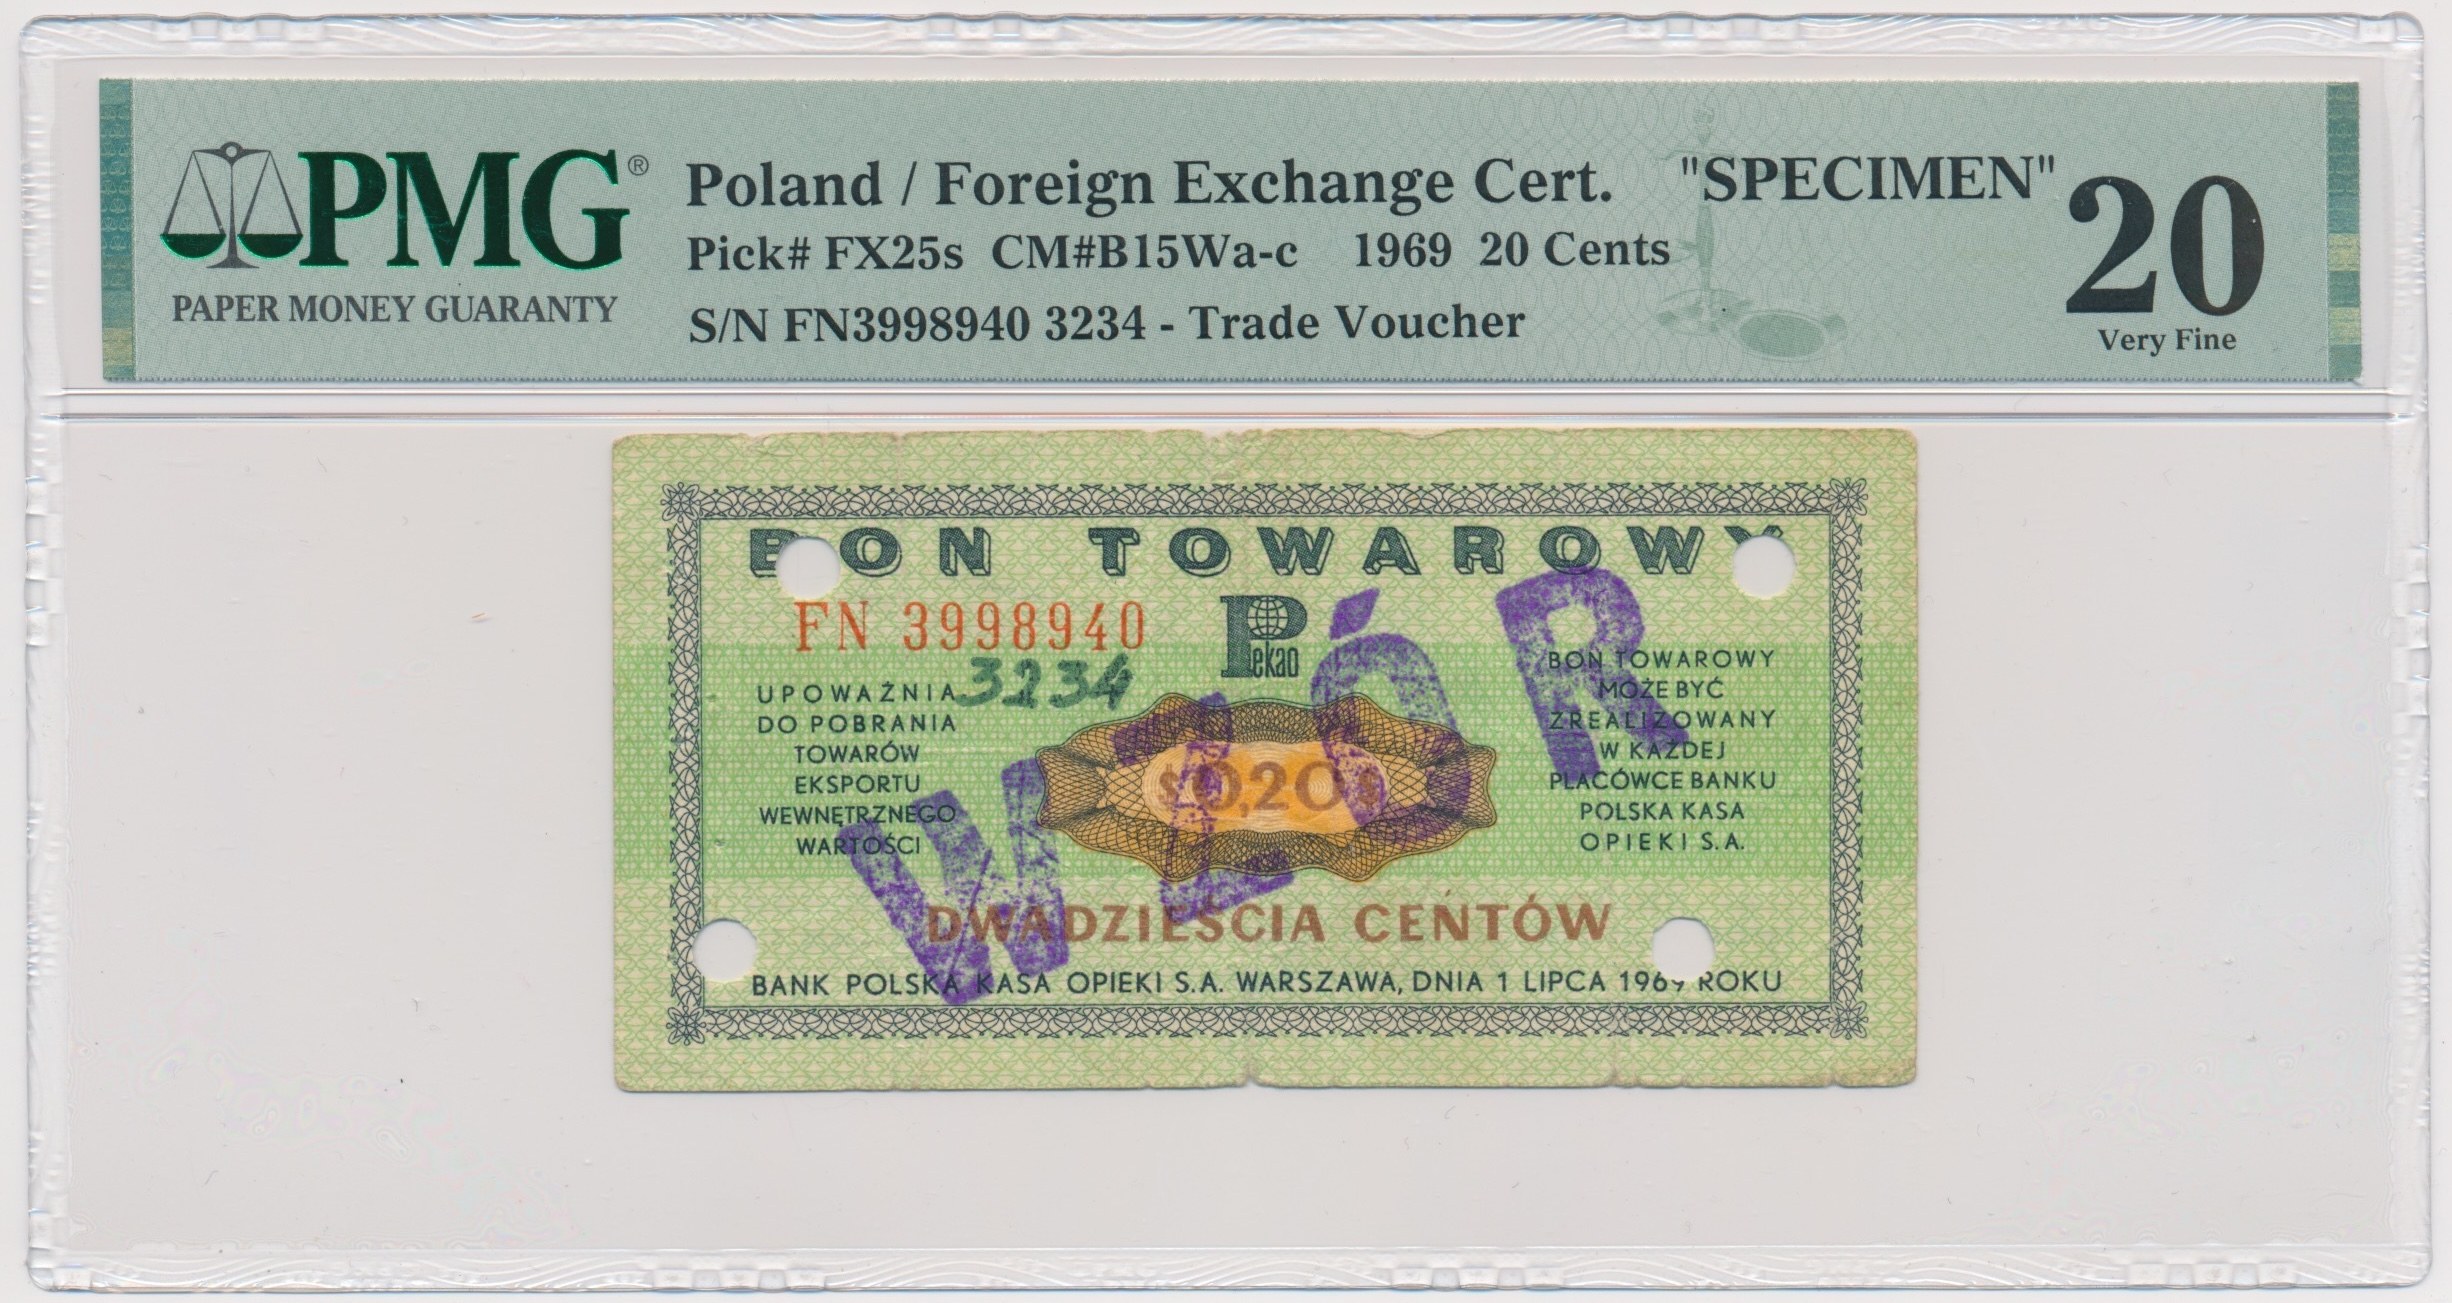 PMG®
PAPER MONEY GUARANTY
Poland / Foreign Exchange Cert. "SPECIMEN"
Pick# FX25s CM#B15Wa-c 1969 20 Cents
S/N FN3998940 3234 - Trade Voucher
20
Very Fine
BON TOWAROWY
FN 3998940
3234
Pekao
UPOWAŻNIA
DO POBRANIA
TOWARÓW
EKSPORTU
WEWNĘTRZNEGO
WARTOŚCI
$0,20$
BON TOWAROWY
MOŻE BYĆ
ZREALIZOWANY
W KAŻDEJ
PLACÓWCE BANKU
POLSKA KASA
OPIEKI S.A.
WZÓR
DWADZIEŚCIA CENTÓW
BANK POLSKA KASA OPIEKI S.A. WARSZAWA, DNIA 1 LIPCA 1969 ROKU